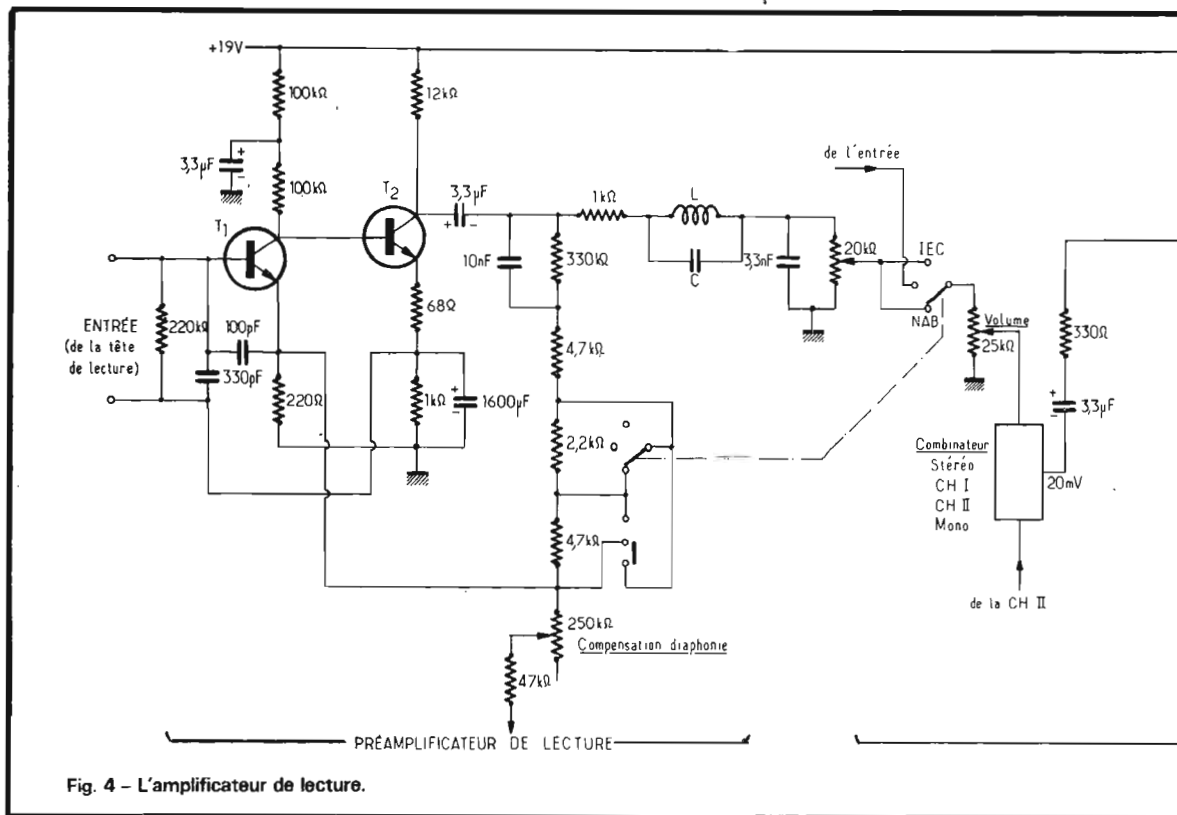 +19V
100kΩ
12kΩ
3,3µF
+
-
100kΩ
T1
T2
3,3µF
+ -
de l'entrée
1kΩ
L
C
10nF
330kΩ
3,3nF
20kΩ
IEC
NAB
Volume
25kΩ
330Ω
ENTRÉE
(de la tête
de lecture)
220kΩ
100pF
330pF
220Ω
68Ω
1kΩ
+
-
1600µF
4,7kΩ
2,2kΩ
4,7kΩ
+
-
3,3µF
Combinateur
Stéréo
CH I
CH II
Mono
20mV
de la CH II
250kΩ
Compensation diaphonie
47kΩ
PRÉAMPLIFICATEUR DE LECTURE
Fig. 4 – L'amplificateur de lecture.